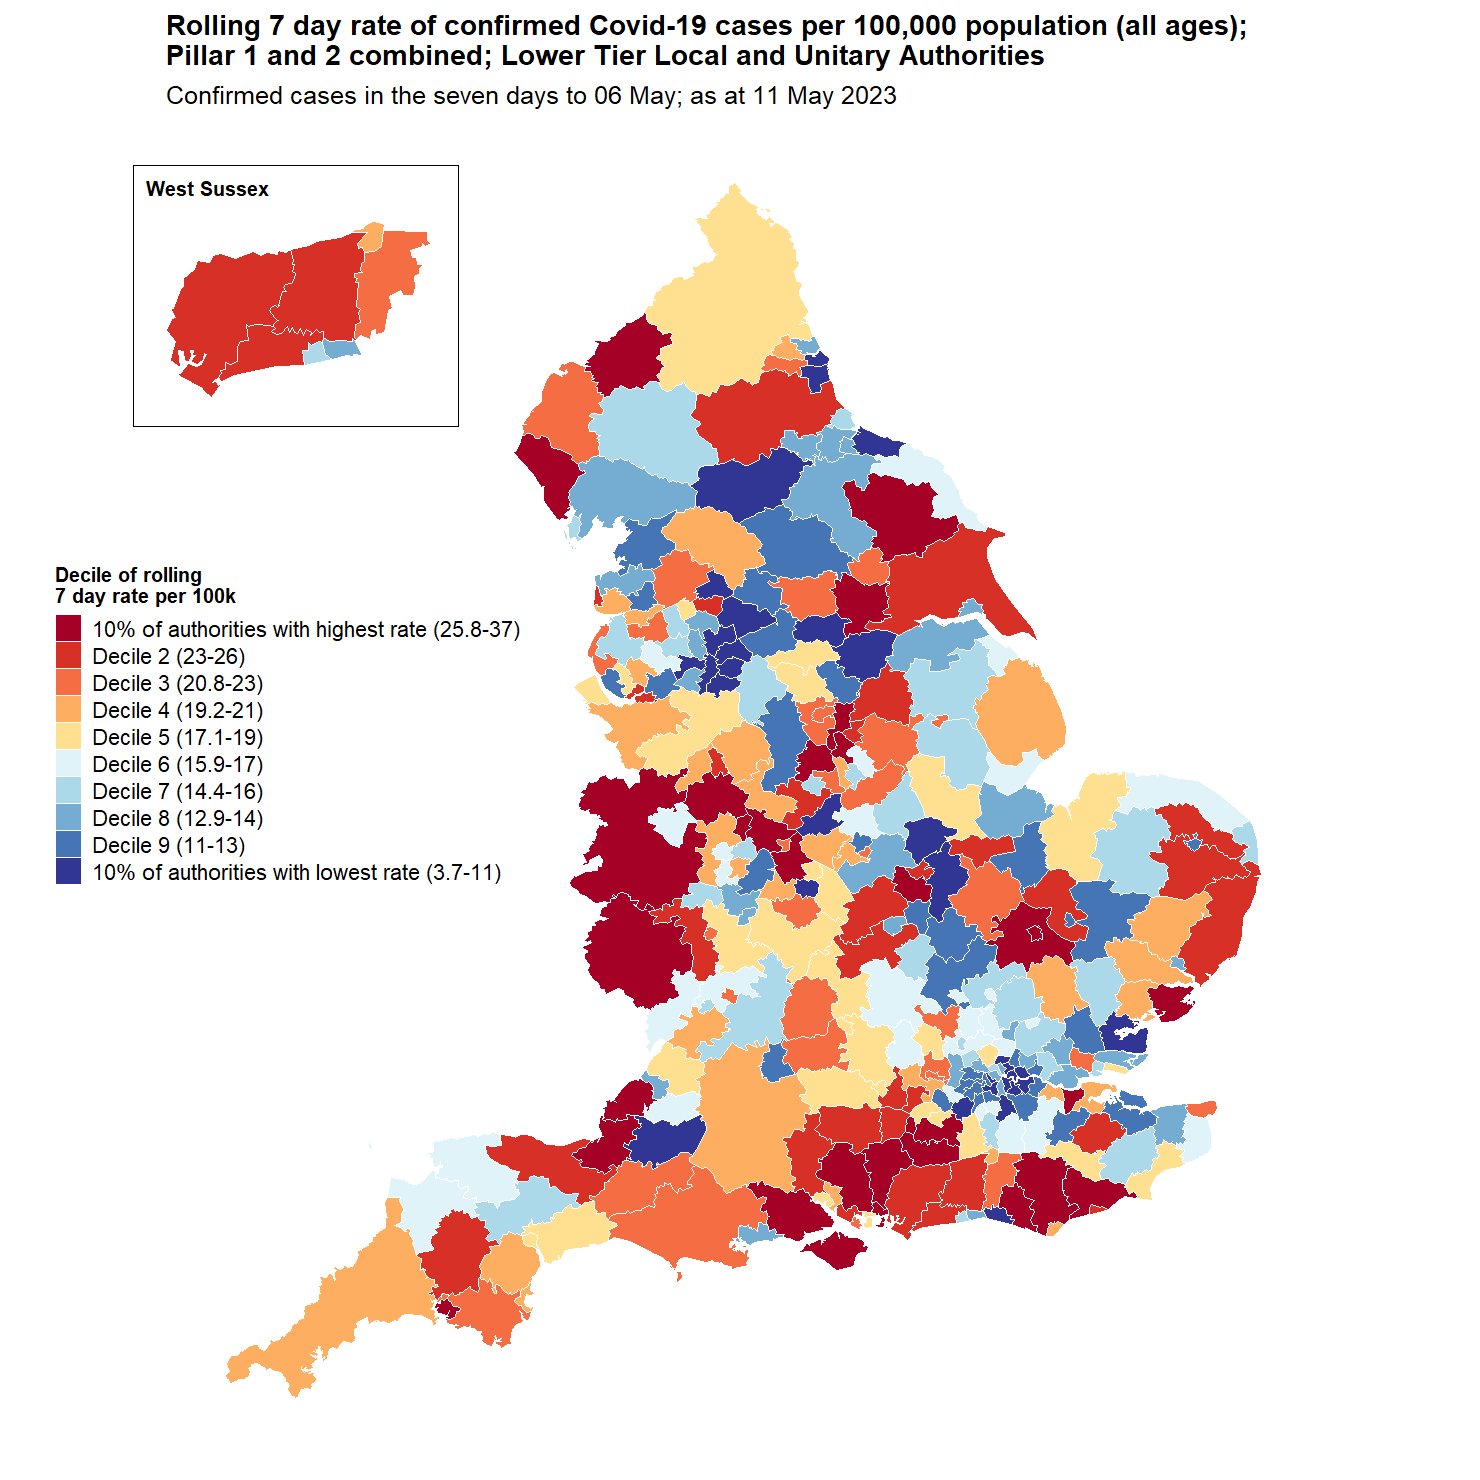 Rolling 7 day rate of confirmed Covid-19 cases per 100,000 population (all ages);
Pillar 1 and 2 combined; Lower Tier Local and Unitary Authorities
Confirmed cases in the seven days to 06 May; as at 11 May 2023
West Sussex
Decile of rolling
7 day rate per 100k
10% of authorities with highest rate (25.8-37)
Decile 2 (23-26)
Decile 3 (20.8-23)
Decile 4 (19.2-21)
Decile 5 (17.1-19)
Decile 6 (15.9-17)
Decile 7 (14.4-16)
Decile 8 (12.9-14)
Decile 9 (11-13)
10% of authorities with lowest rate (3.7-11)